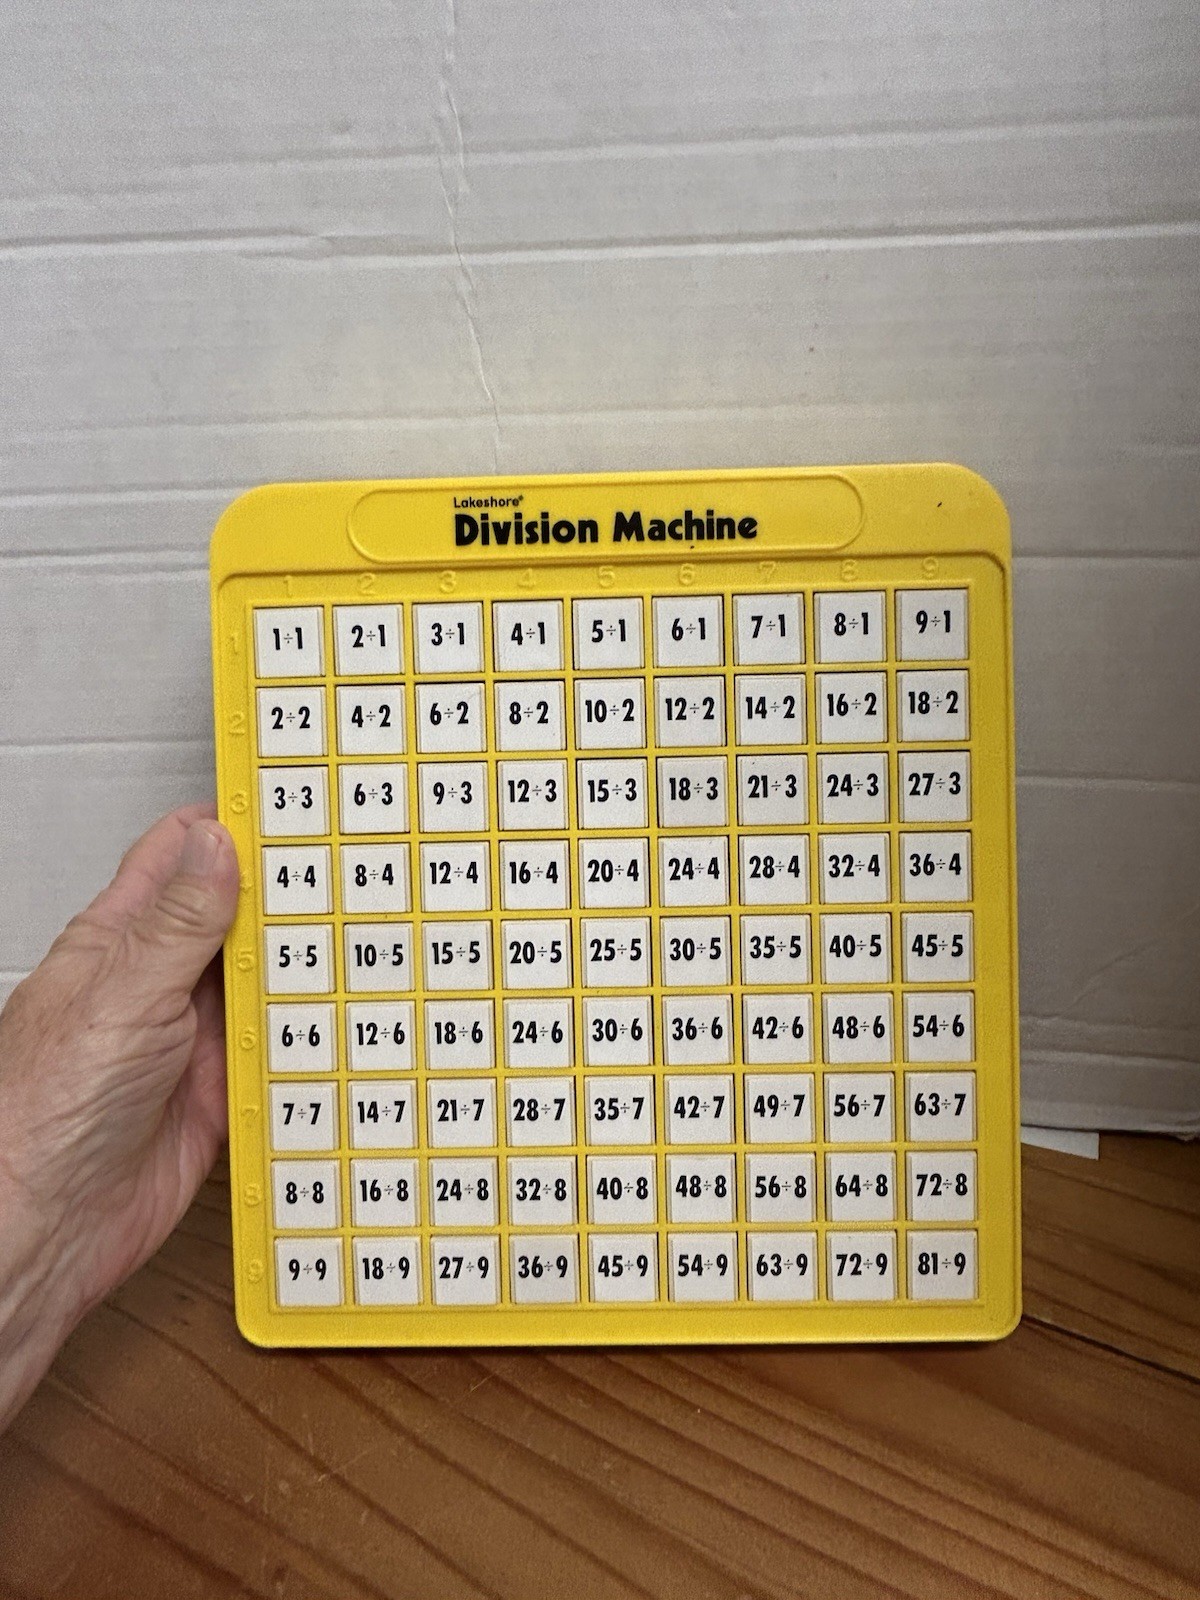 Lakeshore®
Division Machine
1 2 3 4 5 6 7 8 9
1 1÷1 2÷1 3÷1 4÷1 5÷1 6÷1 7÷1 8÷1 9÷1
2 2÷2 4÷2 6÷2 8÷2 10÷2 12÷2 14÷2 16÷2 18÷2
3 3÷3 6÷3 9÷3 12÷3 15÷3 18÷3 21÷3 24÷3 27÷3
4 4÷4 8÷4 12÷4 16÷4 20÷4 24÷4 28÷4 32÷4 36÷4
5 5÷5 10÷5 15÷5 20÷5 25÷5 30÷5 35÷5 40÷5 45÷5
6 6÷6 12÷6 18÷6 24÷6 30÷6 36÷6 42÷6 48÷6 54÷6
7 7÷7 14÷7 21÷7 28÷7 35÷7 42÷7 49÷7 56÷7 63÷7
8 8÷8 16÷8 24÷8 32÷8 40÷8 48÷8 56÷8 64÷8 72÷8
9 9÷9 18÷9 27÷9 36÷9 45÷9 54÷9 63÷9 72÷9 81÷9